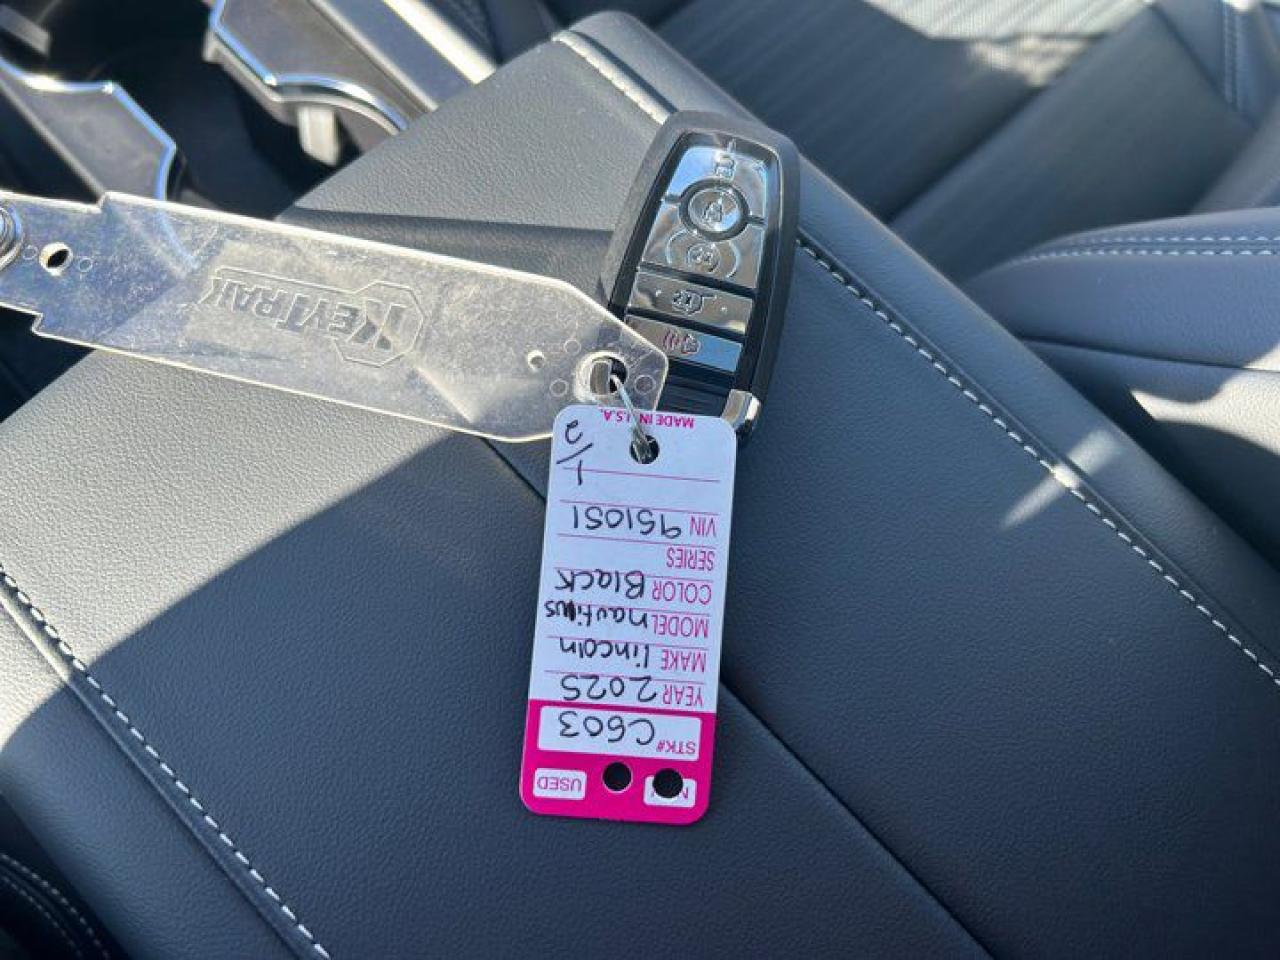 KEYTRAK
N
USED
STK# C603
YEAR 2025
MAKE lincoln
MODEL nautilus
COLOR Black
SERIES
VIN 951051
1/2
MADE IN U.S.A.